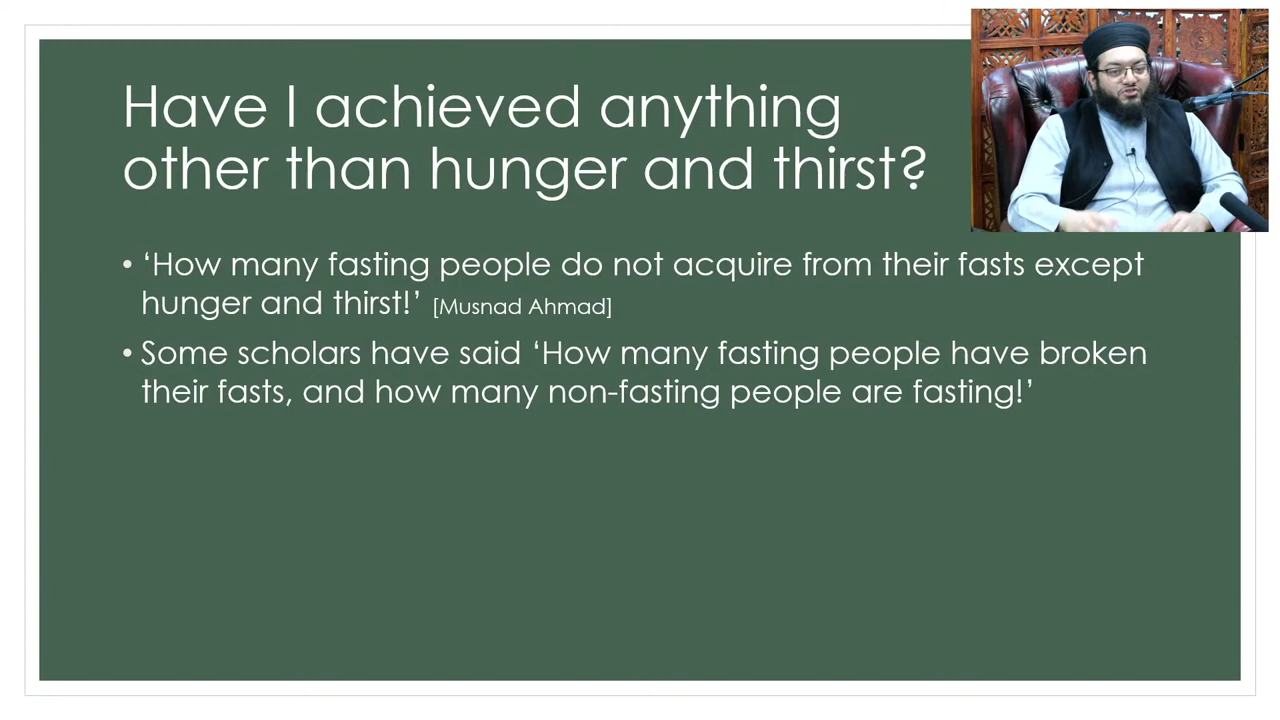 Have I achieved anything
other than hunger and thirst?
• ‘How many fasting people do not acquire from their fasts except
hunger and thirst!’ [Musnad Ahmad]
• Some scholars have said ‘How many fasting people have broken
their fasts, and how many non-fasting people are fasting!’